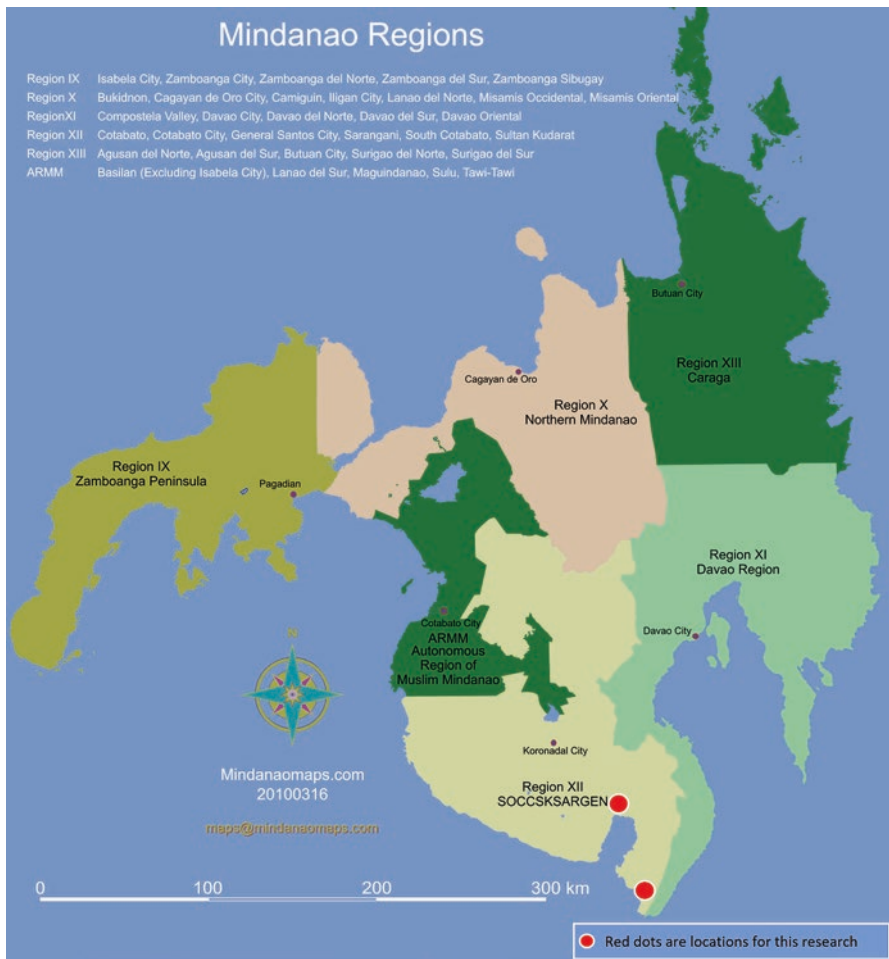 Mindanao Regions
Region IX Isabela City, Zamboanga City, Zamboanga del Norte, Zamboanga del Sur, Zamboanga Sibugay
Region X Bukidnon, Cagayan de Oro City, Camiguin, Iligan City, Lanao del Norte, Misamis Occidental, Misamis Oriental
RegionXI Compostela Valley, Davao City, Davao del Norte, Davao del Sur, Davao Oriental
Region XII Cotabato, Cotabato City, General Santos City, Sarangani, South Cotabato, Sultan Kudarat
Region XIII Agusan del Norte, Agusan del Sur, Butuan City, Surigao del Norte, Surigao del Sur
ARMM Basilan (Excluding Isabela City), Lanao del Sur, Maguindanao, Sulu, Tawi-Tawi
Butuan City
Region XIII
Caraga
Cagayan de Oro
Region X
Northern Mindanao
Region IX
Zamboanga Peninsula
Pagadian
Region XI
Davao Region
Cotabato City
ARMM
Autonomous
Region of
Muslim Mindanao
Davao City
N
Koronadal City
Region XII
SOCCSKSARGEN
Mindanaomaps.com
20100316
maps@mindanaomaps.com
0 100 200 300 km
Red dots are locations for this research